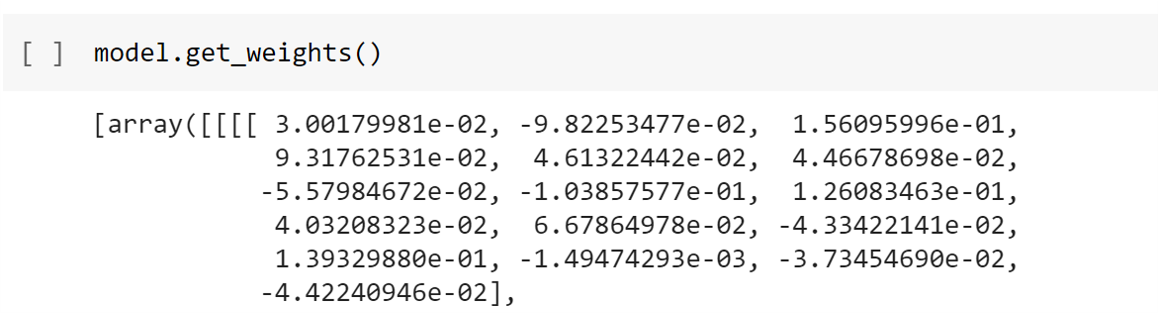 [ ] model.get_weights()
[array([[[[ 3.00179981e-02, -9.82253477e-02, 1.56095996e-01,
9.31762531e-02, 4.61322442e-02, 4.46678698e-02,
-5.57984672e-02, -1.03857577e-01, 1.26083463e-01,
4.03208323e-02, 6.67864978e-02, -4.33422141e-02,
1.39329880e-01, -1.49474293e-03, -3.73454690e-02,
-4.42240946e-02],